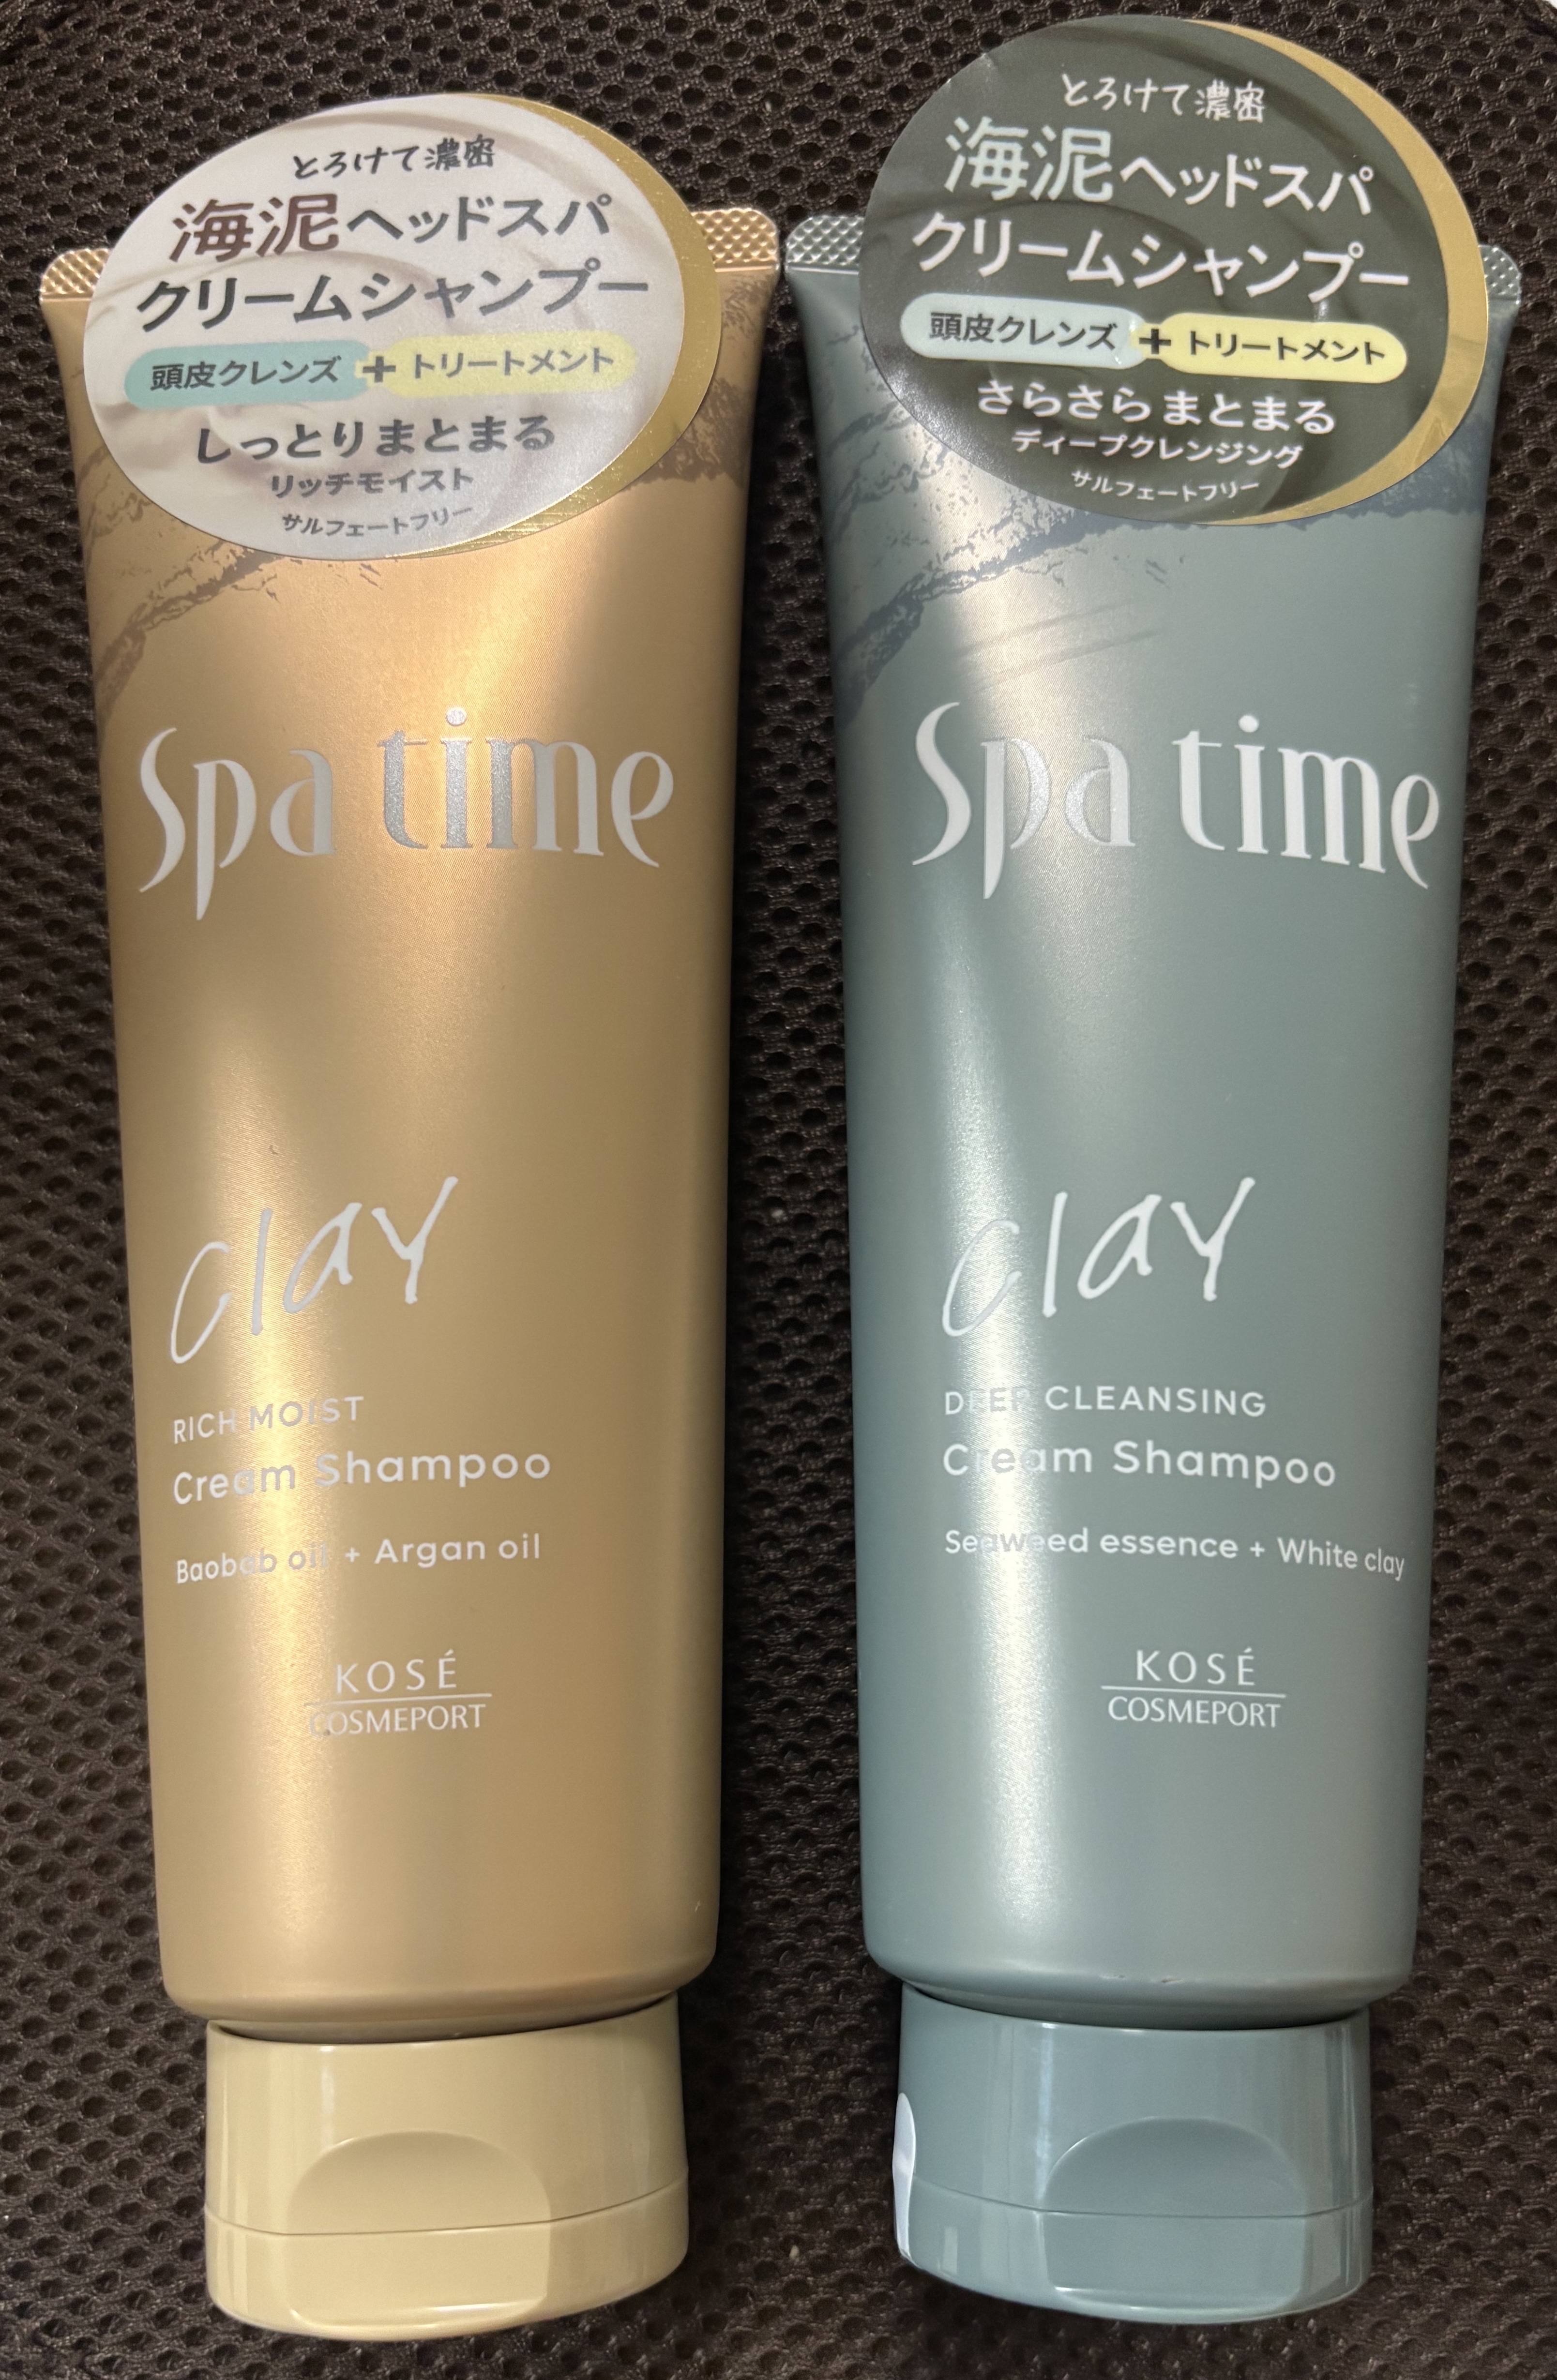 とろけて濃密
海泥ヘッドスパ
クリームシャンプー
頭皮クレンズ + トリートメント
しっとりまとまる
リッチモイスト
サルフェートフリー
Spa time
clay
RICH MOIST
Cream Shampoo
Baobab oil + Argan oil
KOSÉ
COSMEPORT
とろけて濃密
海泥ヘッドスパ
クリームシャンプー
頭皮クレンズ + トリートメント
さらさらまとまる
ディープクレンジング
サルフェートフリー
Spa time
clay
DEEP CLEANSING
Cream Shampoo
Seaweed essence + White clay
KOSÉ
COSMEPORT